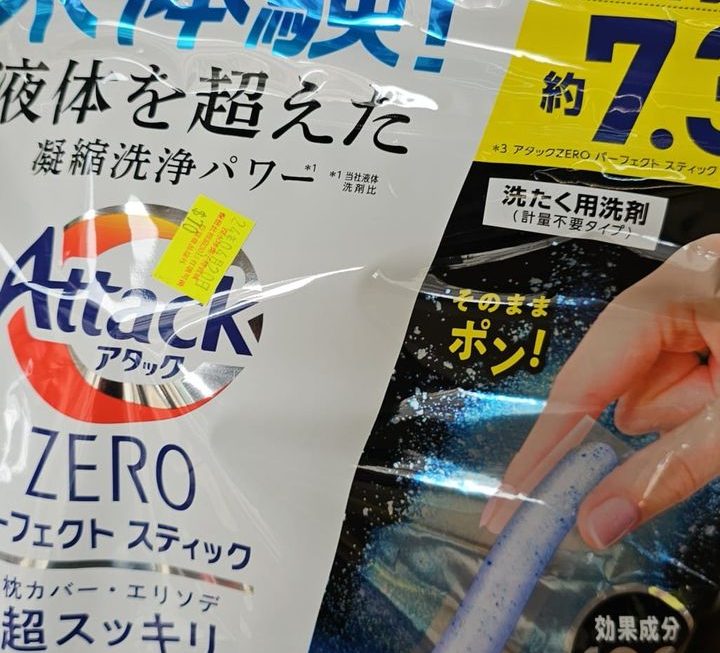 体験!
液体を超えた
凝縮洗浄パワー*1
*1 当社液体
洗剤比
約7.3
*3 アタックZERO パーフェクト スティック
洗たく用洗剤
(計量不要タイプ)
そのまま
ポン!
Attack
アタック
ZERO
ーフェクト スティック
枕カバー・エリソデ
超スッキリ
効果成分